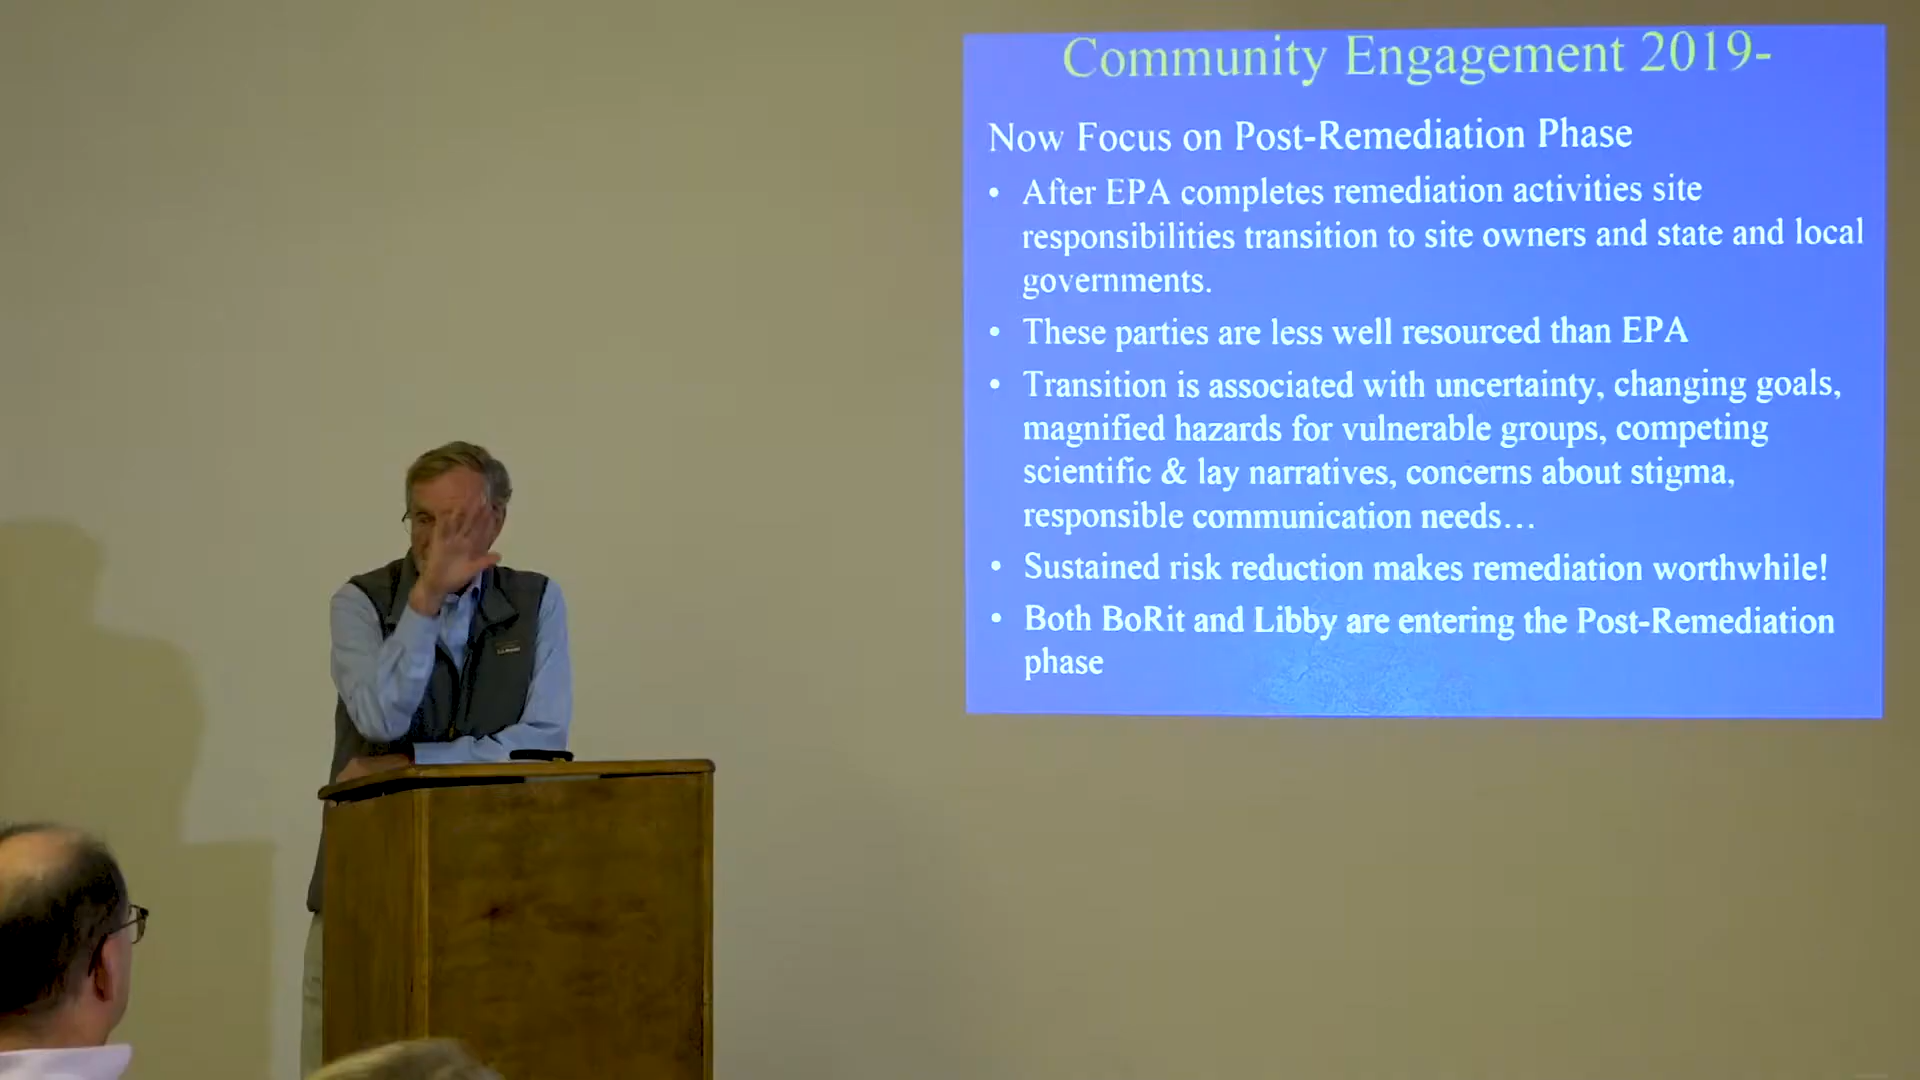 Community Engagement 2019-
Now Focus on Post-Remediation Phase
• After EPA completes remediation activities site
responsibilities transition to site owners and state and local
governments.
• These parties are less well resourced than EPA
• Transition is associated with uncertainty, changing goals,
magnified hazards for vulnerable groups, competing
scientific & lay narratives, concerns about stigma,
responsible communication needs…
• Sustained risk reduction makes remediation worthwhile!
• Both BoRit and Libby are entering the Post-Remediation
phase